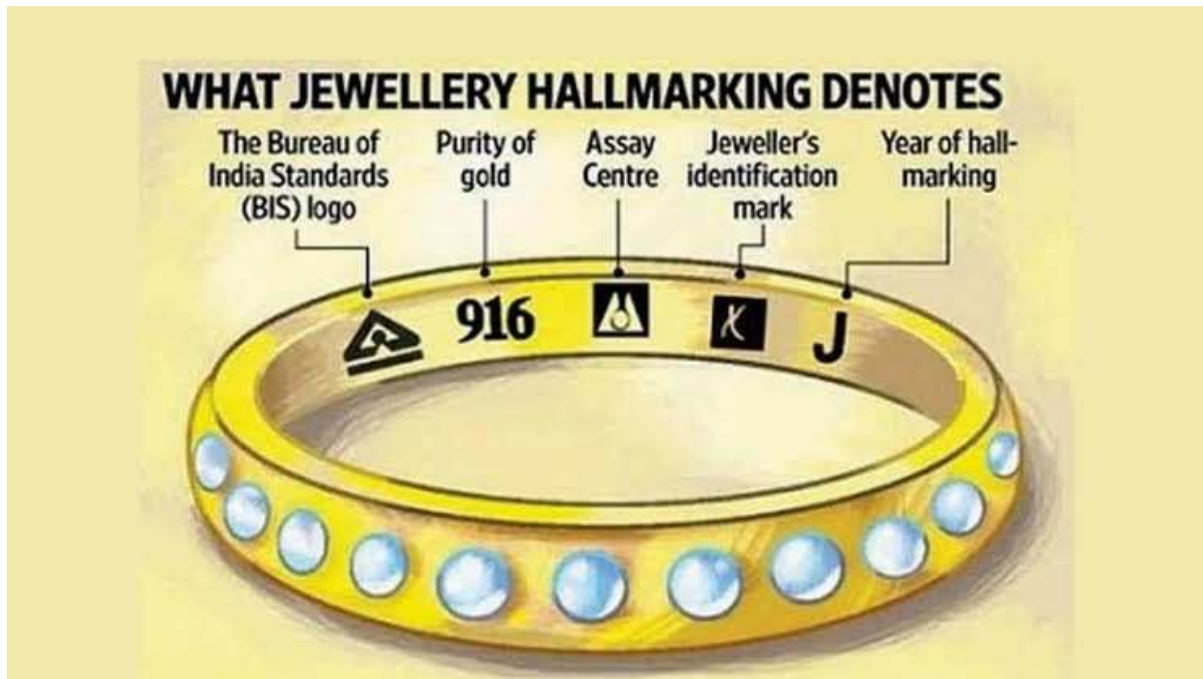 WHAT JEWELLERY HALLMARKING DENOTES
The Bureau of
India Standards
(BIS) logo
Purity of
gold
Assay
Centre
Jeweller's
identification
mark
Year of hall-
marking
916
J